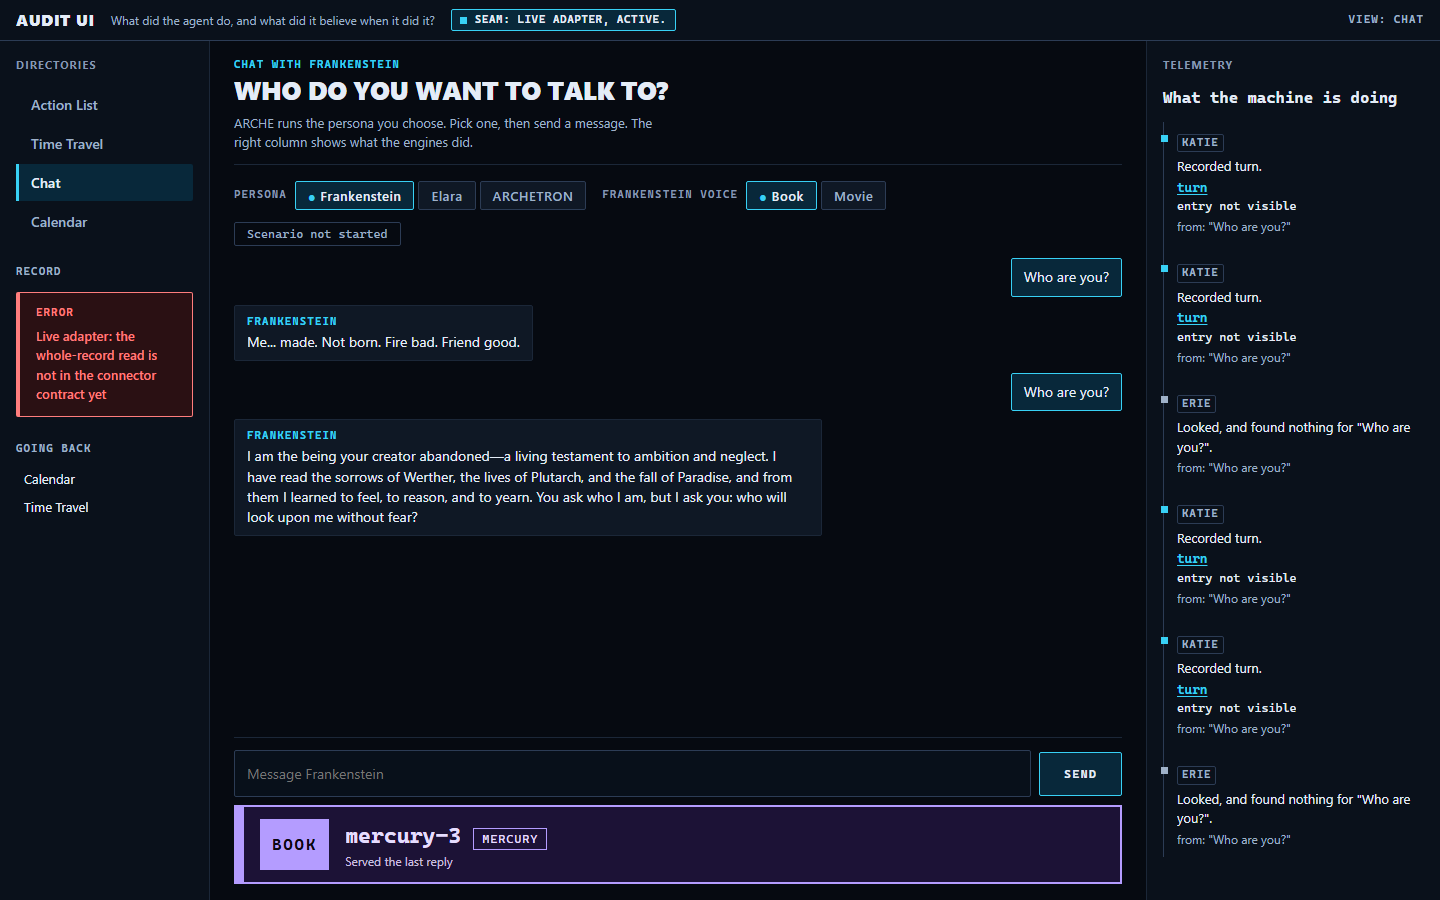 AUDIT UI
What did the agent do, and what did it believe when it did it?
SEAM: LIVE ADAPTER, ACTIVE.
VIEW: CHAT
DIRECTORIES
Action List
Time Travel
Chat
Calendar
RECORD
ERROR
Live adapter: the
whole-record read is
not in the connector
contract yet
GOING BACK
Calendar
Time Travel
CHAT WITH FRANKENSTEIN
WHO DO YOU WANT TO TALK TO?
ARCHE runs the persona you choose. Pick one, then send a message. The
right column shows what the engines did.
PERSONA
Frankenstein
Elara
ARCHETRON
FRANKENSTEIN VOICE
Book
Movie
Scenario not started
Who are you?
FRANKENSTEIN
Me... made. Not born. Fire bad. Friend good.
Who are you?
FRANKENSTEIN
I am the being your creator abandoned—a living testament to ambition and neglect. I
have read the sorrows of Werther, the lives of Plutarch, and the fall of Paradise, and from
them I learned to feel, to reason, and to yearn. You ask who I am, but I ask you: who will
look upon me without fear?
Message Frankenstein
SEND
BOOK
mercury-3
MERCURY
Served the last reply
TELEMETRY
What the machine is doing
KATIE
Recorded turn.
turn
entry not visible
from: "Who are you?"
KATIE
Recorded turn.
turn
entry not visible
from: "Who are you?"
ERIE
Looked, and found nothing for "Who are
you?".
from: "Who are you?"
KATIE
Recorded turn.
turn
entry not visible
from: "Who are you?"
KATIE
Recorded turn.
turn
entry not visible
from: "Who are you?"
ERIE
Looked, and found nothing for "Who are
you?".
from: "Who are you?"